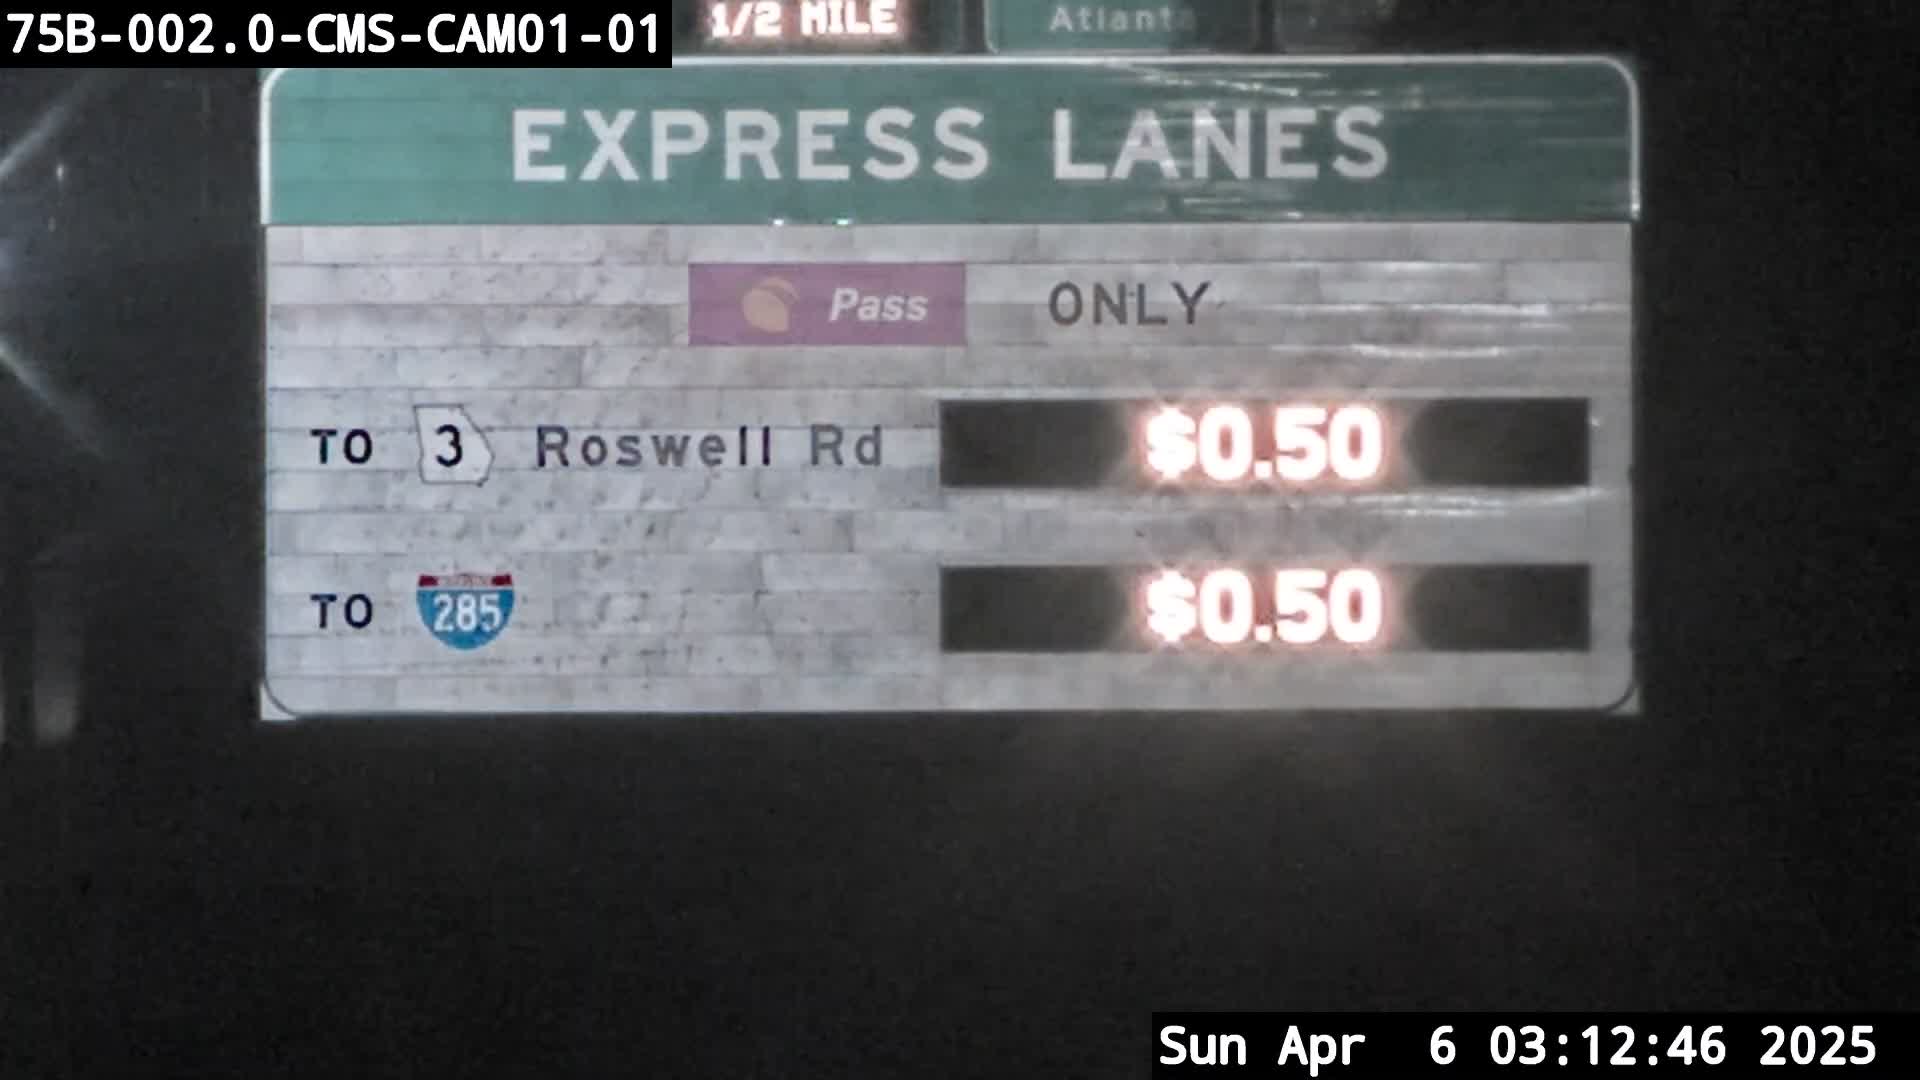 75B-002.0-CMS-CAM01-01
1/2 MILE
Atlanta
EXPRESS LANES
Pass ONLY
TO 3 Roswell Rd $0.50
TO 285 $0.50
Sun Apr 6 03:12:46 2025